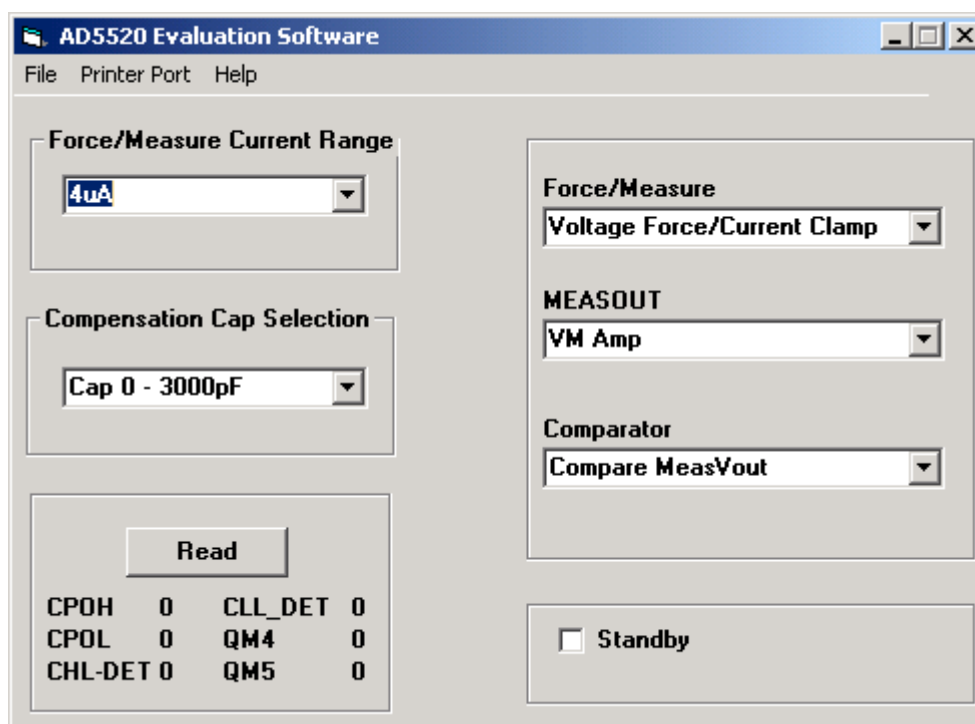 AD5520 Evaluation Software
File Printer Port Help
Force/Measure Current Range
4uA
Compensation Cap Selection
Cap 0 - 3000pF
Read
CPOH 0 CLL_DET 0
CPOL 0 QM4 0
CHL-DET 0 QM5 0
Force/Measure
Voltage Force/Current Clamp
MEASOUT
VM Amp
Comparator
Compare MeasVout
Standby